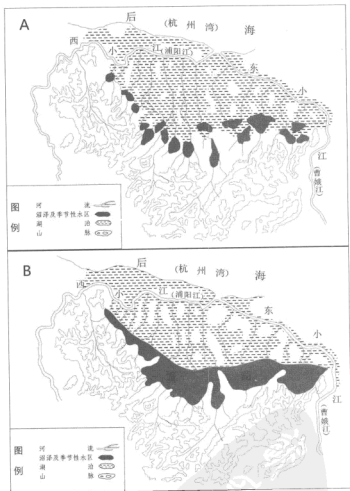 A
后
(杭州湾)
海
西
小
江
(浦阳江)
东
小
江
(曹娥江)
图
例
河 流
沼泽及季节性水区
湖 泊
山 脉
B
后
(杭州湾)
海
西
小
江
(浦阳江)
东
小
江
(曹娥江)
图
例
河 流
沼泽及季节性水区
湖 泊
山 脉